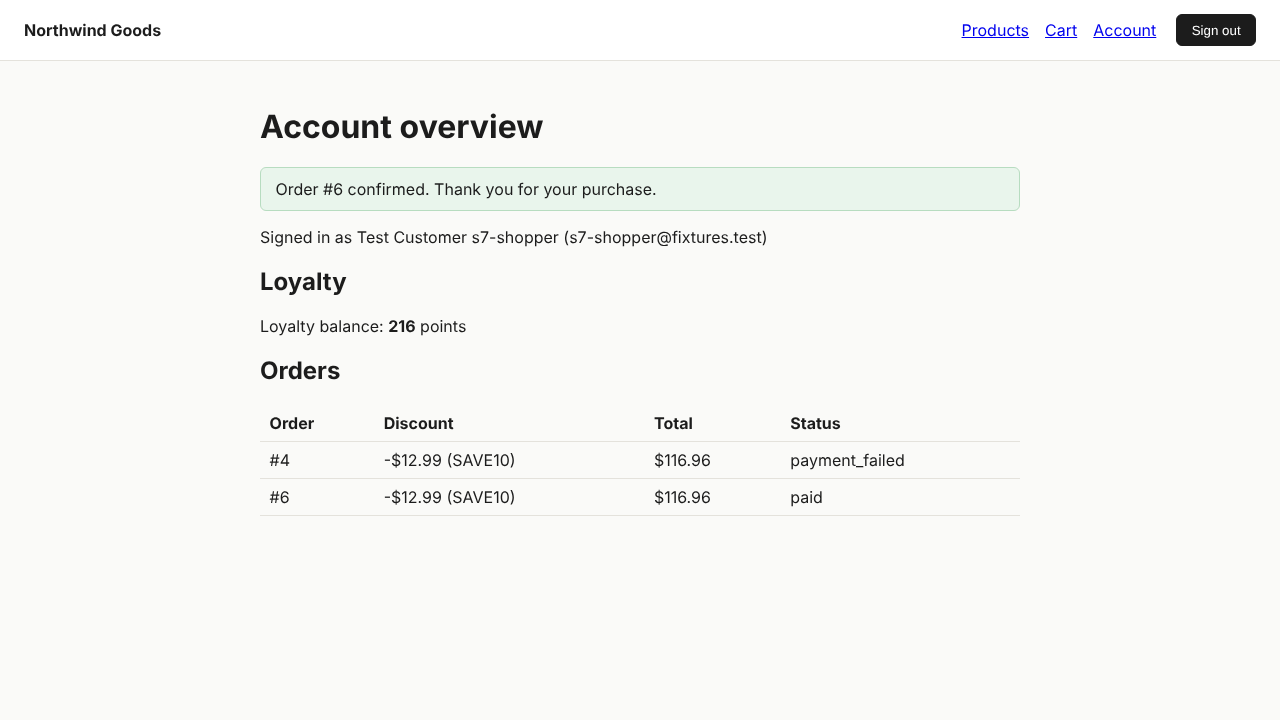 Northwind Goods Products Cart Account Sign out
Account overview
Order #6 confirmed. Thank you for your purchase.
Signed in as Test Customer s7-shopper (s7-shopper@fixtures.test)
Loyalty
Loyalty balance: 216 points
Orders
Order Discount Total Status
#4 -$12.99 (SAVE10) $116.96 payment_failed
#6 -$12.99 (SAVE10) $116.96 paid